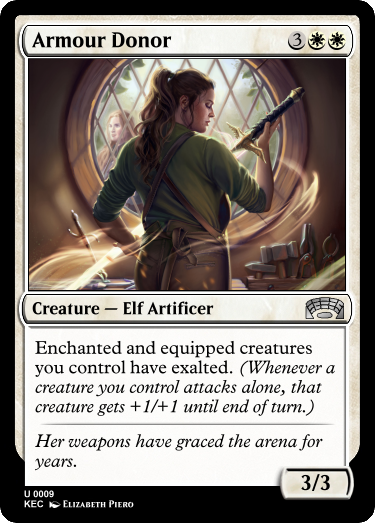 Armour Donor 3
Creature — Elf Artificer
Enchanted and equipped creatures
you control have exalted. (Whenever a
creature you control attacks alone, that
creature gets +1/+1 until end of turn.)
Her weapons have graced the arena for
years.
3/3
U 0009
KEC Elizabeth Piero